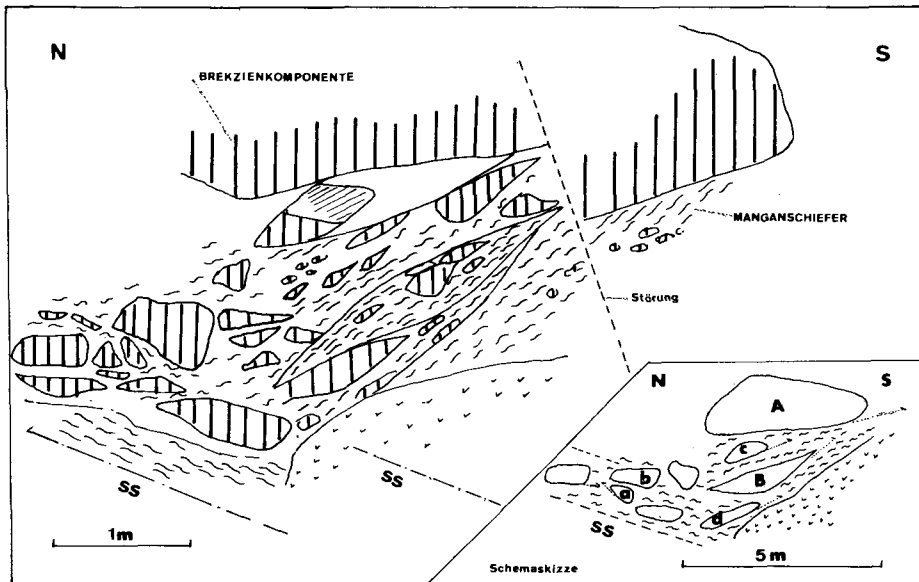 N
S
BREKZIENKOMPONENTE
MANGANSCHIEFER
Störung
SS
SS
1m
N
S
A
c
b
B
a
d
SS
5 m
Schemaskizze